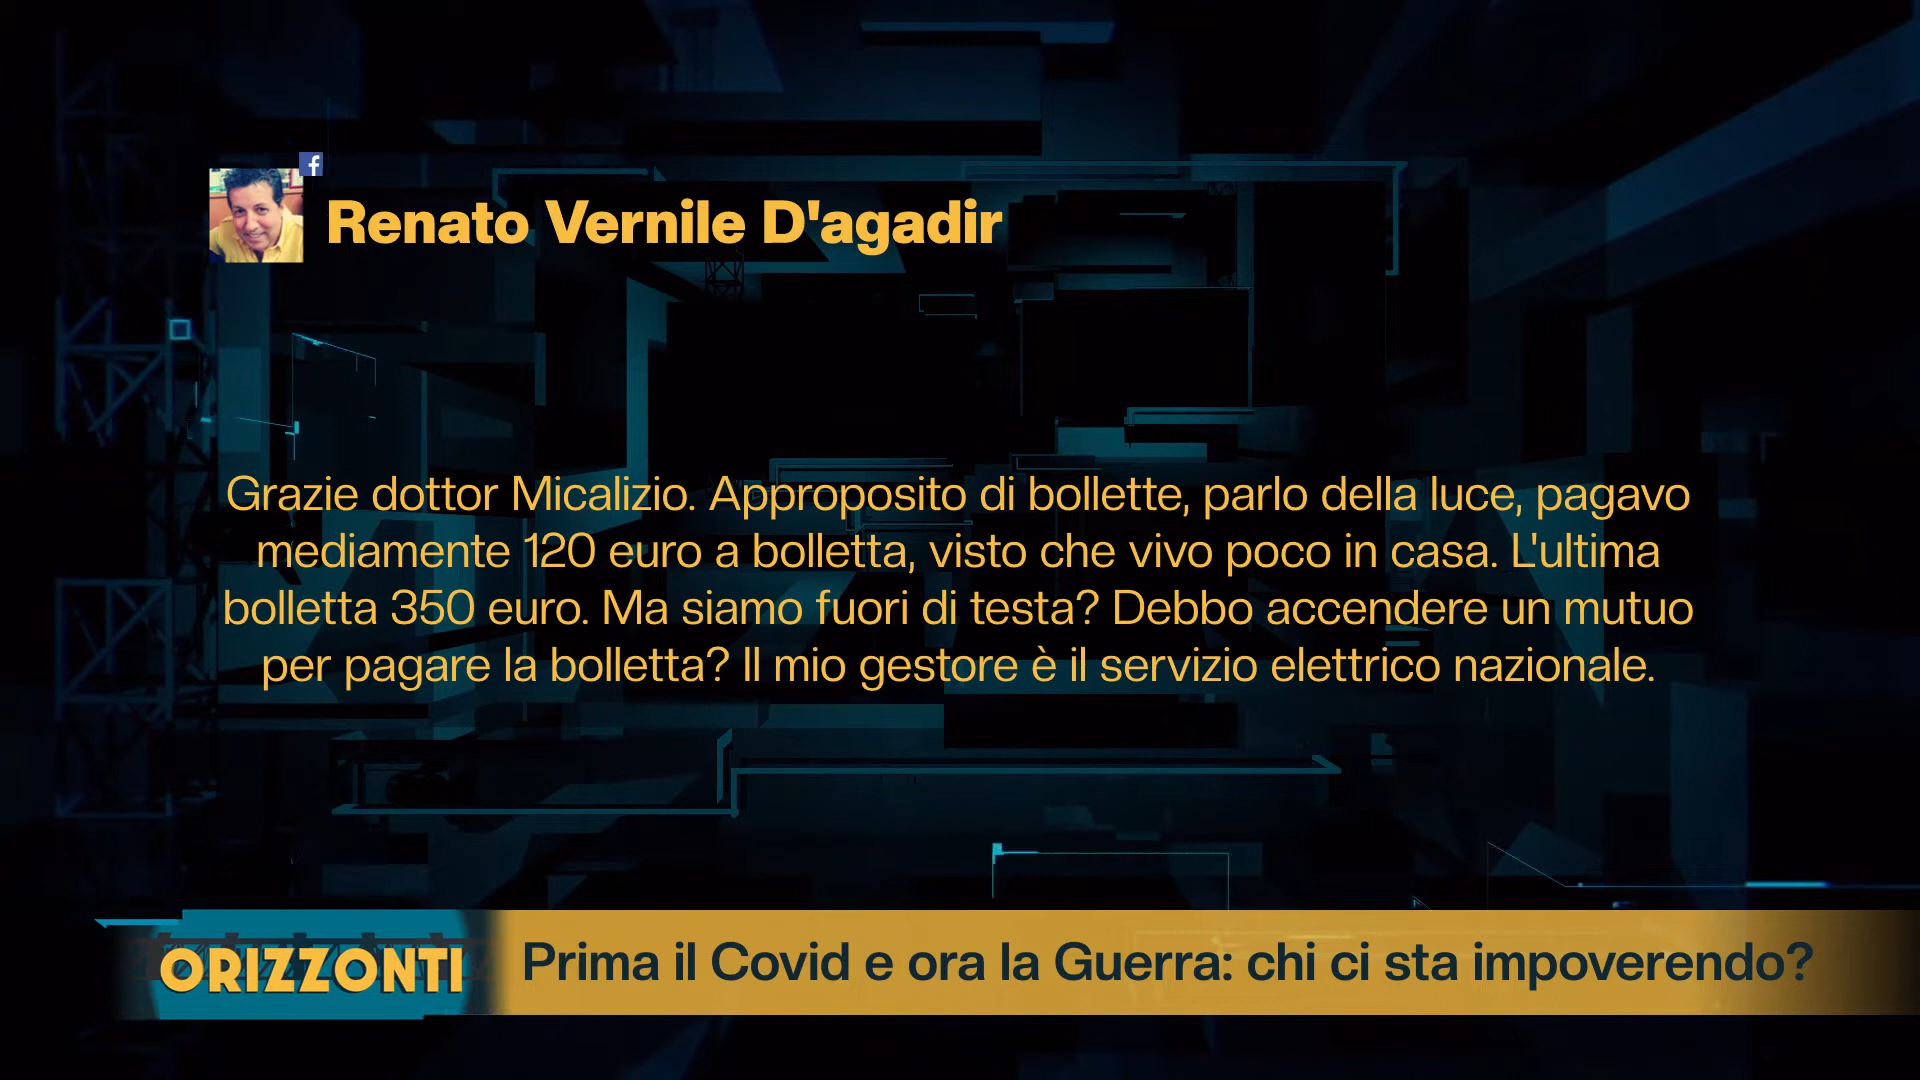 Renato Vernile D'agadir
Grazie dottor Micalizio. Approposito di bollette, parlo della luce, pagavo
mediamente 120 euro a bolletta, visto che vivo poco in casa. L'ultima
bolletta 350 euro. Ma siamo fuori di testa? Debbo accendere un mutuo
per pagare la bolletta? Il mio gestore è il servizio elettrico nazionale.
ORIZZONTI
Prima il Covid e ora la Guerra: chi ci sta impoverendo?